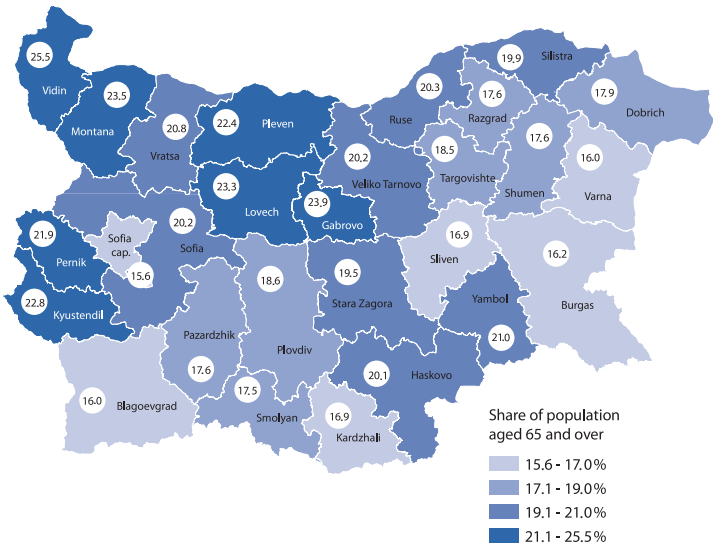 25,5
Vidin
23,5
Montana
20.8
Vratsa
22.4
Pleven
20.3
Ruse
19,9
Silistra
17,6
Razgrad
17,9
Dobrich
18.5
Targovishte
17,6
Shumen
16.0
Varna
20,2
Veliko Tarnovo
23,3
Lovech
23,9
Gabrovo
21.9
Pernik
Sofia
cap.
15.6
20,2
Sofia
22.8
Kyustendil
18,6
Plovdiv
19.5
Stara Zagora
16,9
Sliven
16,2
Burgas
Yambol
21.0
Pazardzhik
17.6
16.0
Blagoevgrad
17,5
Smolyan
16,9
Kardzhali
20,1
Haskovo
Share of population
aged 65 and over
15.6 - 17.0%
17.1 - 19.0%
19.1 - 21.0%
21.1 - 25.5%